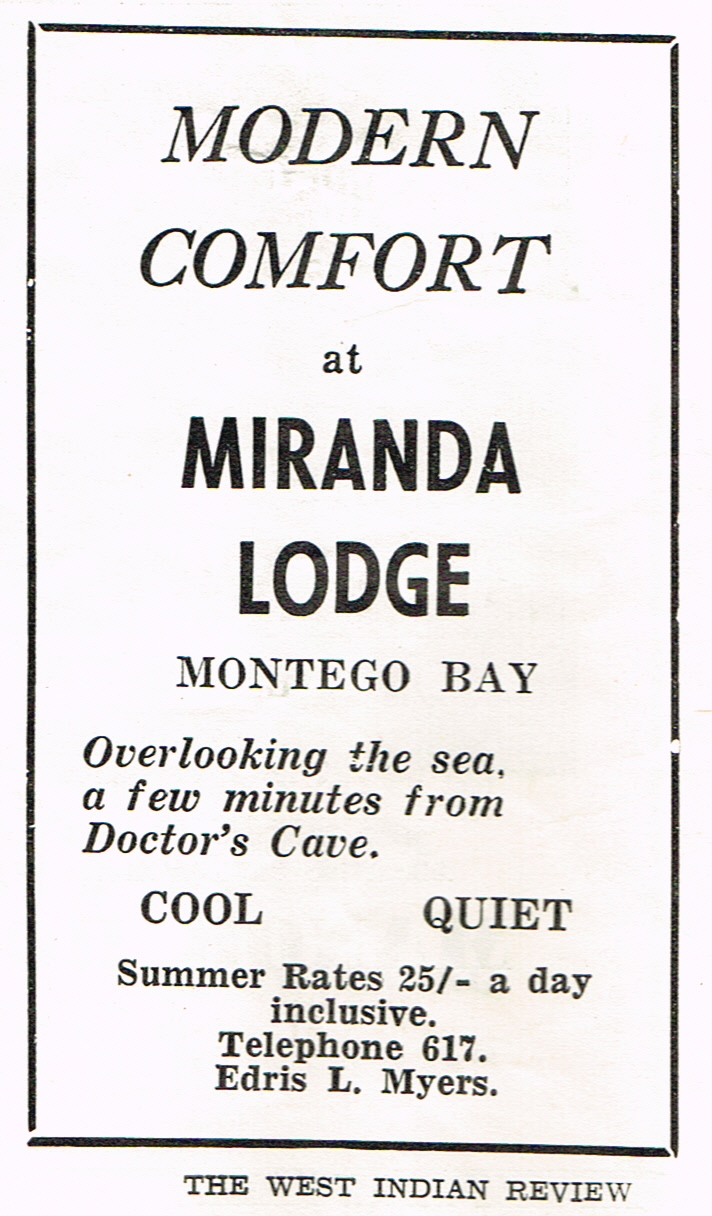 MODERN
COMFORT
at
MIRANDA
LODGE
MONTEGO BAY
Overlooking the sea,
a few minutes from
Doctor's Cave.
COOL QUIET
Summer Rates 25/- a day
inclusive.
Telephone 617.
Edris L. Myers.
THE WEST INDIAN REVIEW